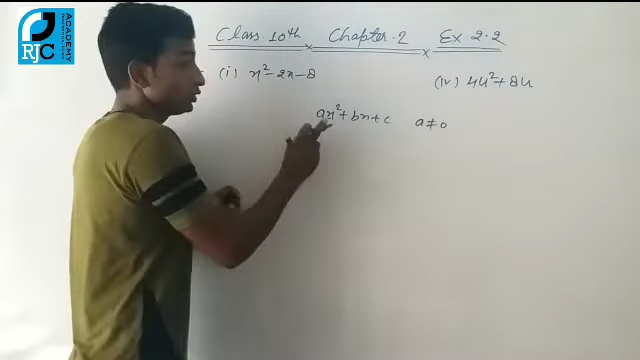 RJC
ACADEMY
Class 10th Chapter-2 Ex 2.2
(i) x²-2x-8
(iv) 4u²+8u
ax²+bx+c a≠0